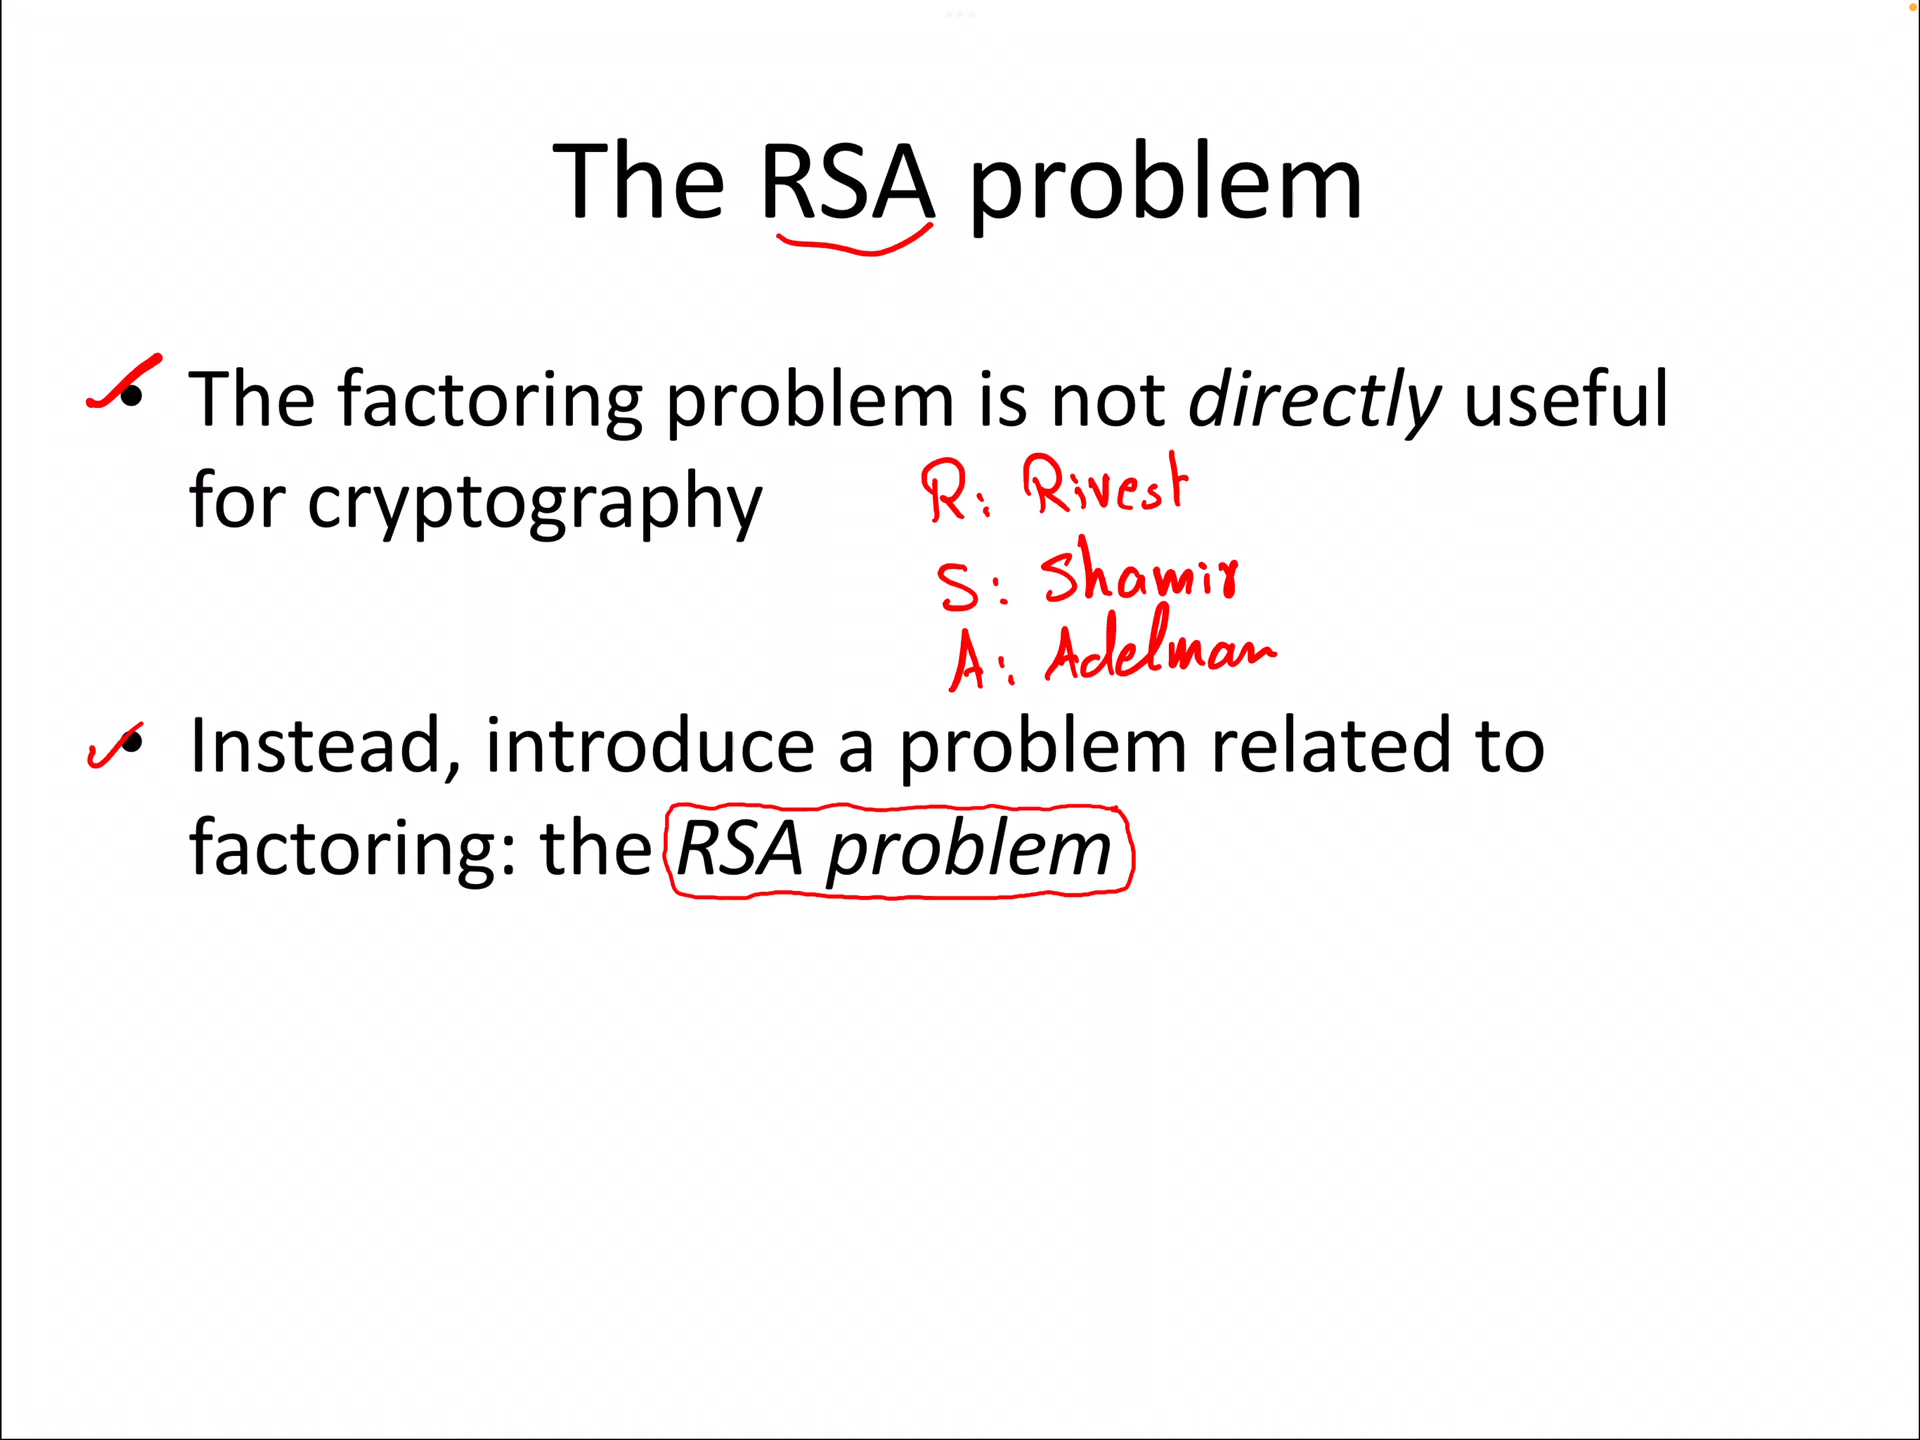 The RSA problem
• The factoring problem is not directly useful
for cryptography
R: Rivest
S: Shamir
A: Adelman
• Instead, introduce a problem related to
factoring: the RSA problem